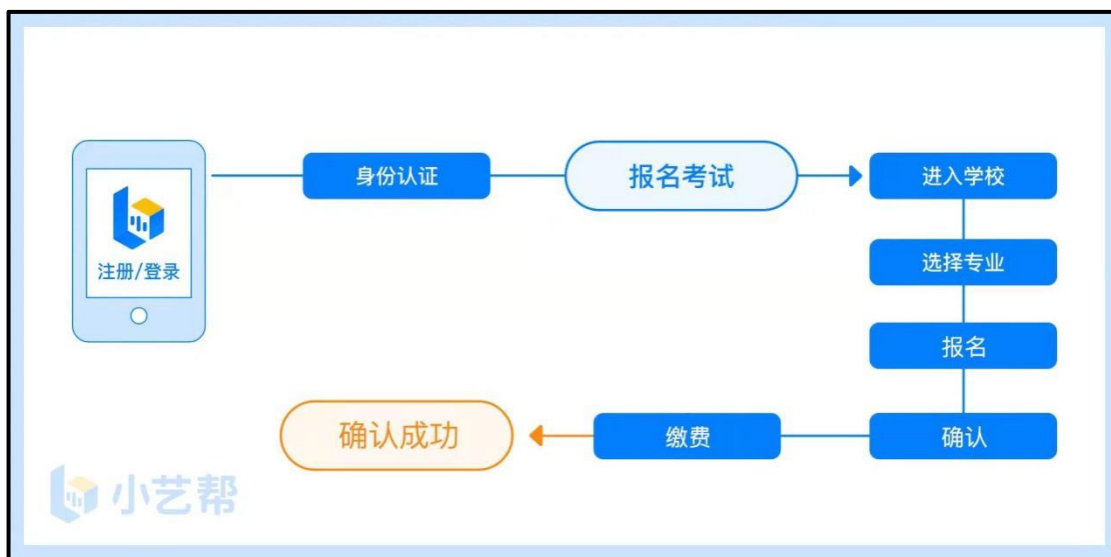 注册/登录
身份认证
报名考试
进入学校
选择专业
报名
确认
缴费
确认成功
小艺帮